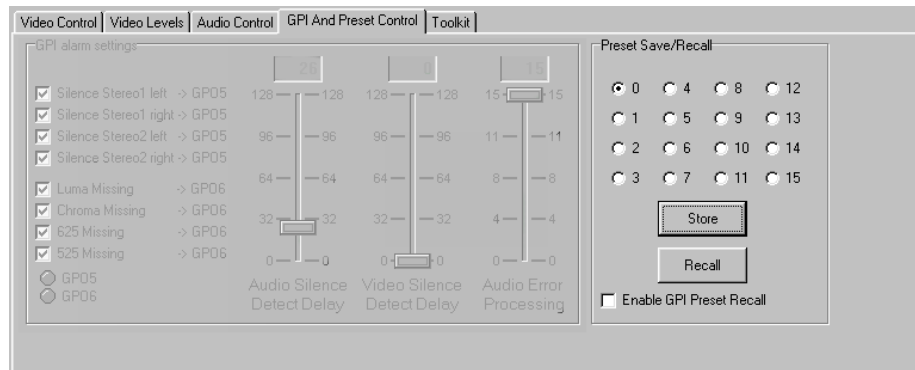 Video Control Video Levels Audio Control GPI And Preset Control Toolkit
GPI alarm settings
26 0 15
Silence Stereo1 left -> GPO5
Silence Stereo1 right -> GPO5
Silence Stereo2 left -> GPO5
Silence Stereo2 right -> GPO5
Luma Missing -> GPO6
Chroma Missing -> GPO6
625 Missing -> GPO6
525 Missing -> GPO6
GPO5
GPO6
128 128 128 128 15 15
96 96 96 96 11 11
64 64 64 64 8 8
32 32 32 32 4 4
0 0 0 0 0 0
Audio Silence Detect Delay
Video Silence Detect Delay
Audio Error Processing
Preset Save/Recall
0 4 8 12
1 5 9 13
2 6 10 14
3 7 11 15
Store
Recall
Enable GPI Preset Recall